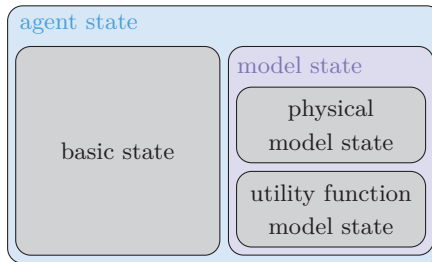 agent state
basic state
model state
physical
model state
utility function
model state